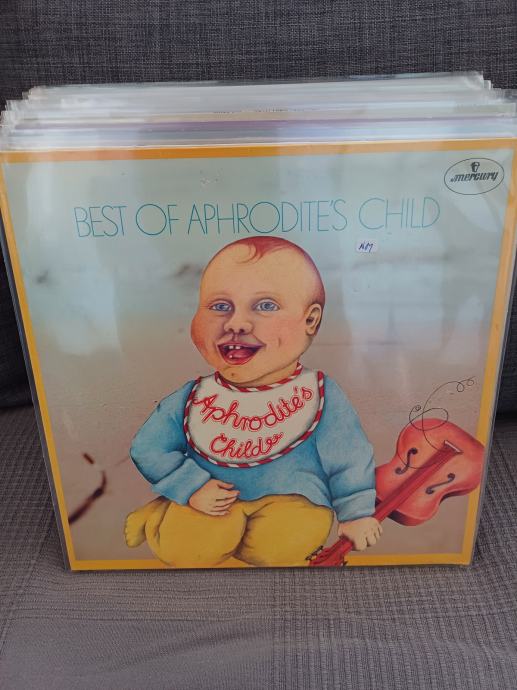 mercury
BEST OF APHRODITE'S CHILD
NM
Aphrodite's
Child